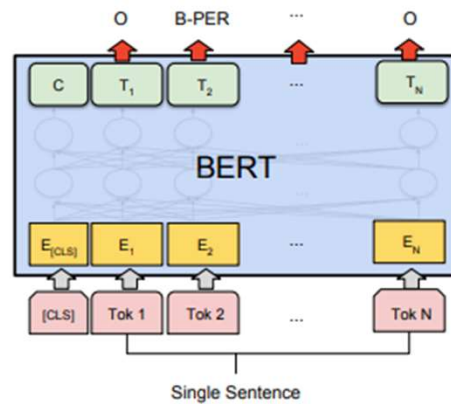 O B-PER ... O
C T1 T2 ... TN
BERT
E[CLS] E1 E2 ... EN
[CLS] Tok 1 Tok 2 ... Tok N
Single Sentence